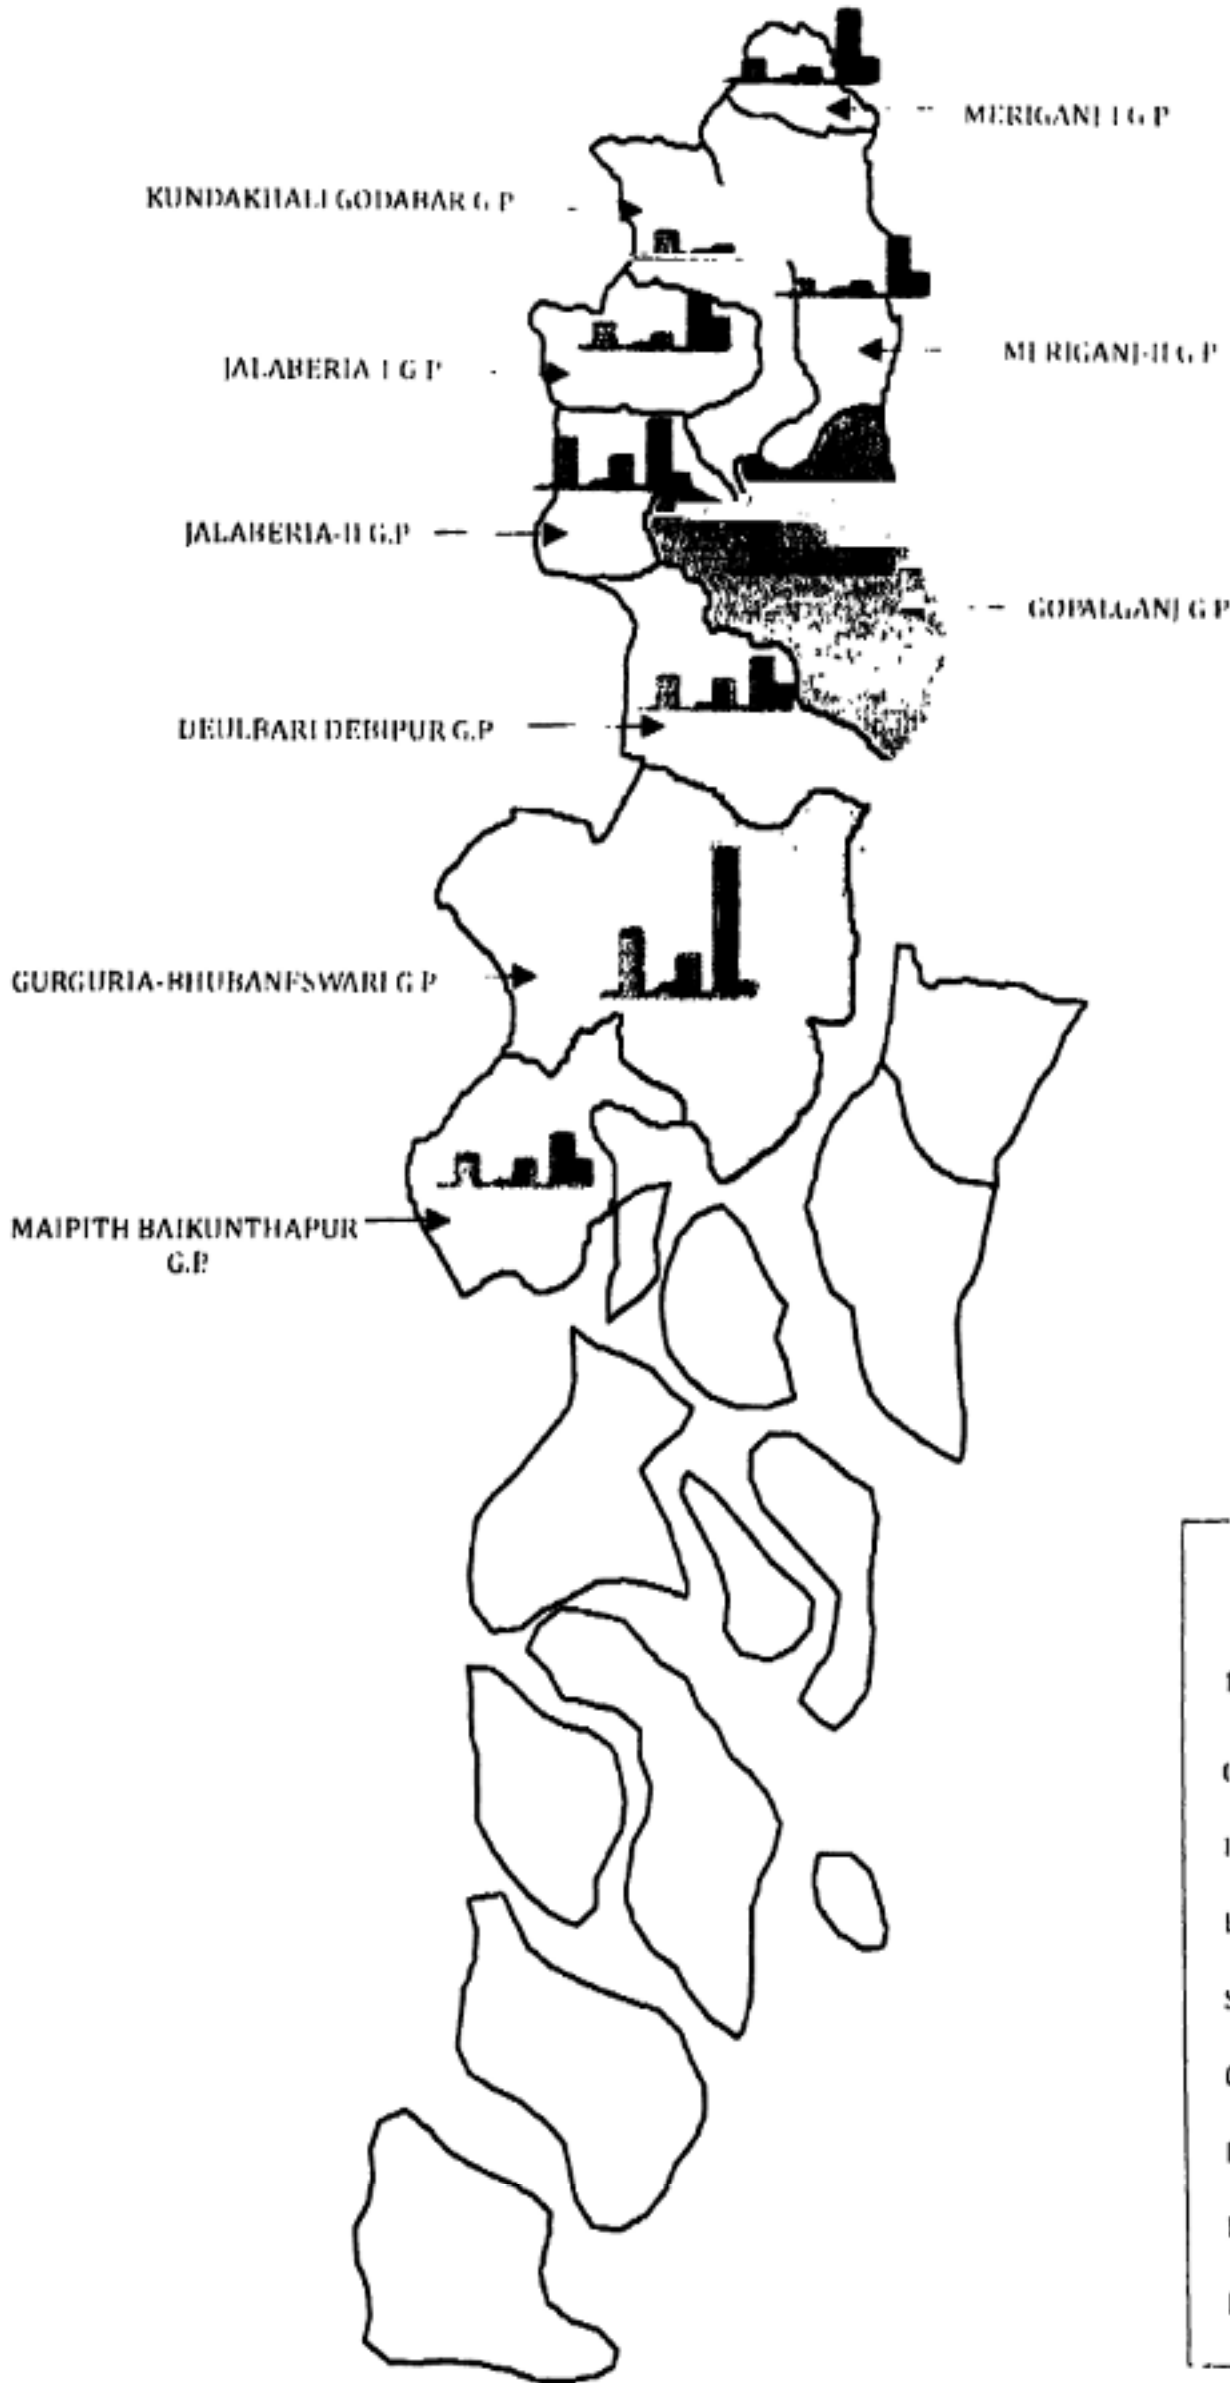 MERIGANJ I G P
KUNDAKHALI GODABAR G P
MERIGANJ-II G P
JALABERIA I G P
JALABERIA-II G.P
GOPALGANJ G P
DEULBARI DEBIPUR G.P
GURGURIA-BHUBANESWARI G P
MAIPITH BAIKUNTHAPUR
G.P.